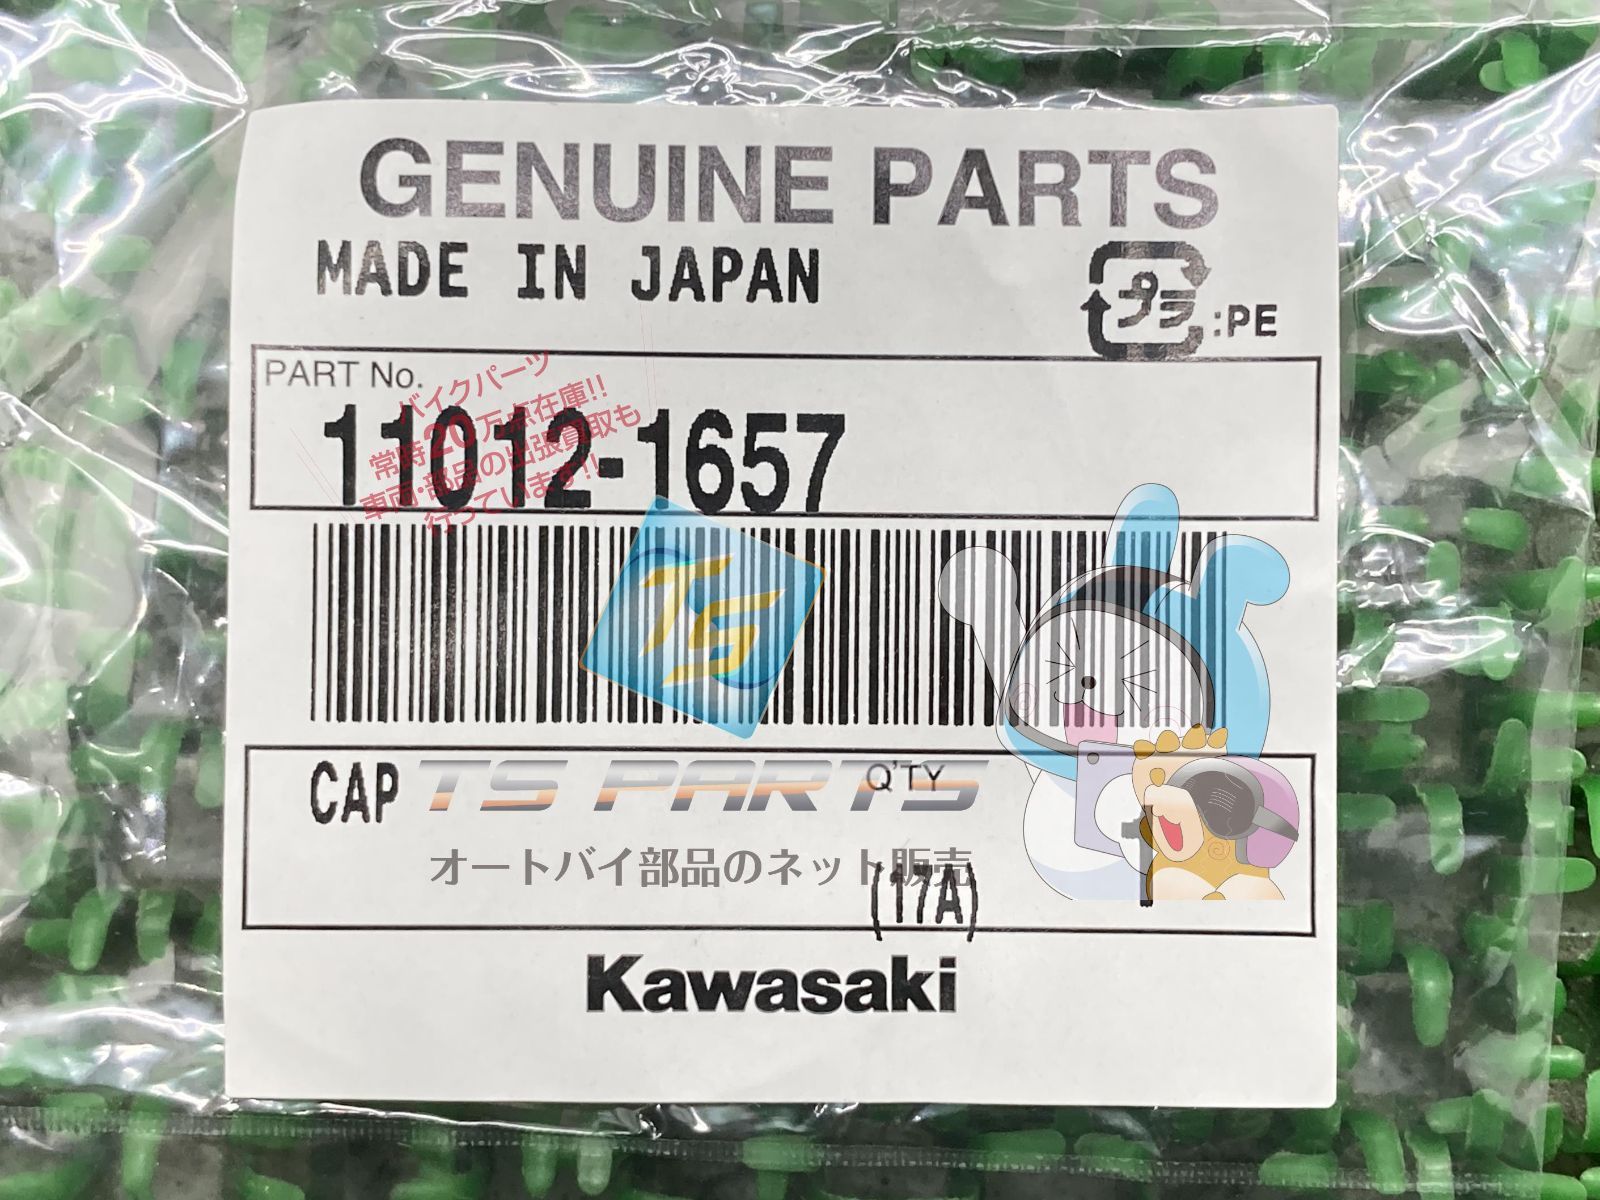 GENUINE PARTS
MADE IN JAPAN
プラ :PE
PART No.
11012-1657
バイクパーツ
常時20万点在庫!!
車両・部品の出張買取も
行っています!!
TS
CAP
Q'TY
TS PARTS
オートバイ部品のネット販売
1
(17A)
Kawasaki